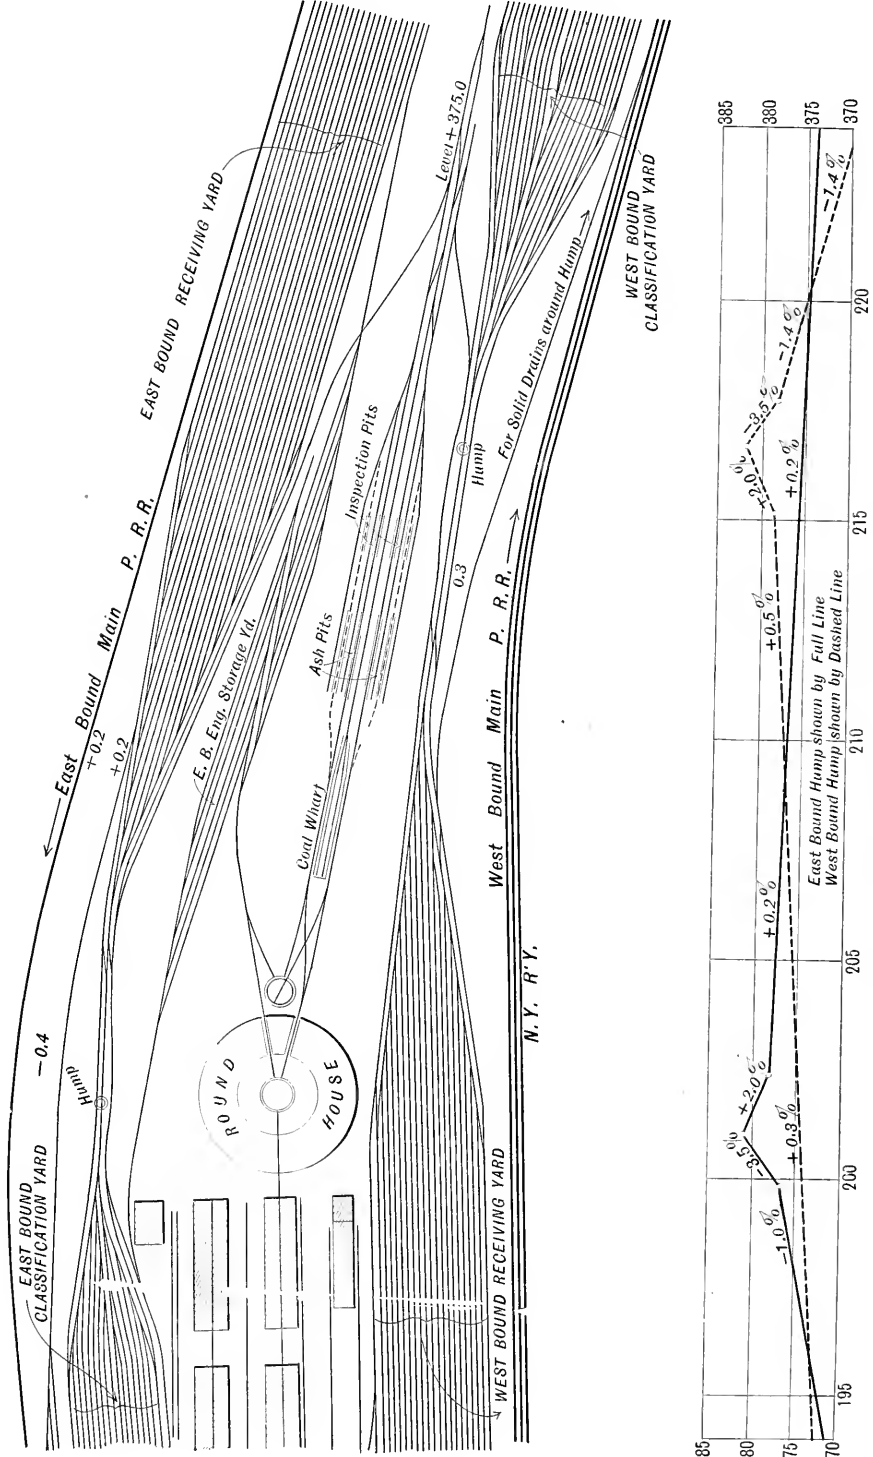 EAST BOUND RECEIVING YARD
East Bound Main P. R.R.
+0.2
+0.2
-0.4
Level + 375.0
E. B. Eng. Storage Yd.
Inspection Pits
Ash Pits
Coal Wharf
Hump
EAST BOUND
CLASSIFICATION YARD
ROUND
HOUSE
WEST BOUND
CLASSIFICATION YARD
For Solid Drains around Hump
Hump
0.3
West Bound Main P. R.R.
N.Y. R'Y.
WEST BOUND RECEIVING YARD
385
380
375
370
-1.4%
-1.4%
-3.5%
+2.0%
+0.2%
+0.5%
+0.2%
+2.0%
-3.5%
+0.3%
-1.0%
East Bound Hump shown by Full Line
West Bound Hump shown by Dashed Line
85
80
75
70
195
200
205
210
215
220